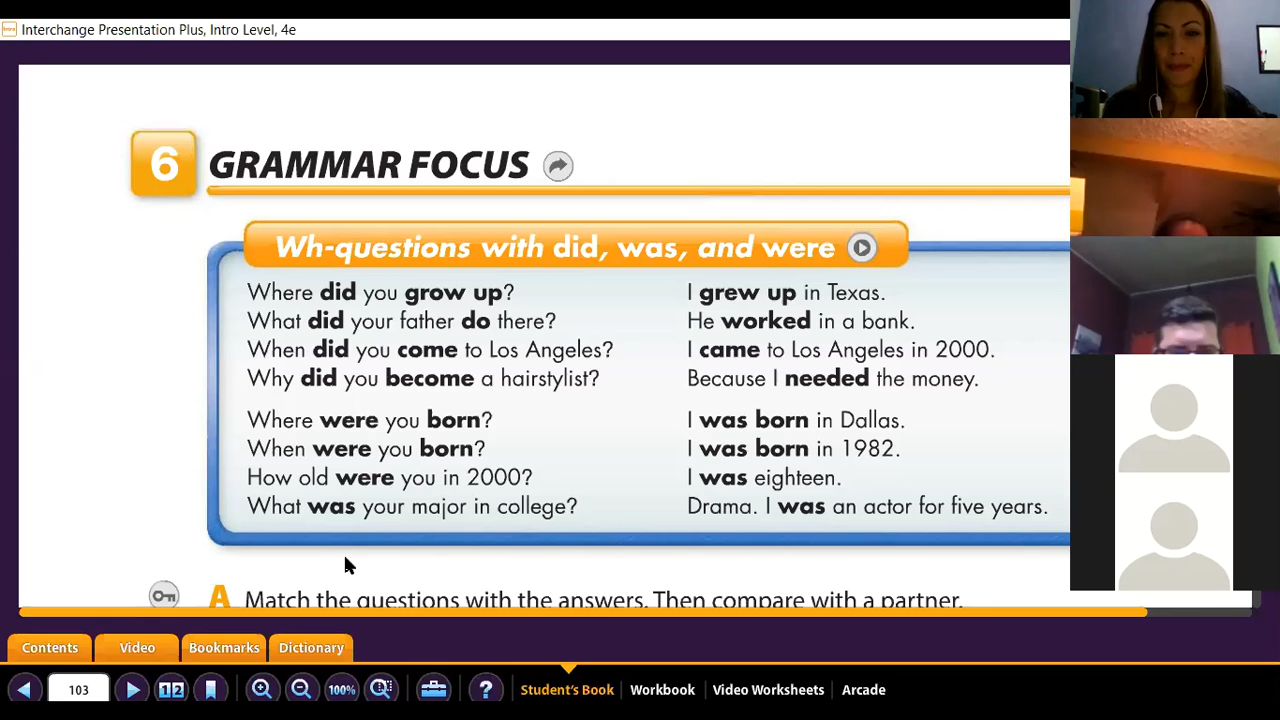 Interchange Presentation Plus, Intro Level, 4e
6 GRAMMAR FOCUS
Wh-questions with did, was, and were
Where did you grow up? I grew up in Texas.
What did your father do there? He worked in a bank.
When did you come to Los Angeles? I came to Los Angeles in 2000.
Why did you become a hairstylist? Because I needed the money.
Where were you born? I was born in Dallas.
When were you born? I was born in 1982.
How old were you in 2000? I was eighteen.
What was your major in college? Drama. I was an actor for five years.
A Match the questions with the answers. Then compare with a partner.
Contents Video Bookmarks Dictionary
103 1 2 100% ? Student's Book Workbook Video Worksheets Arcade